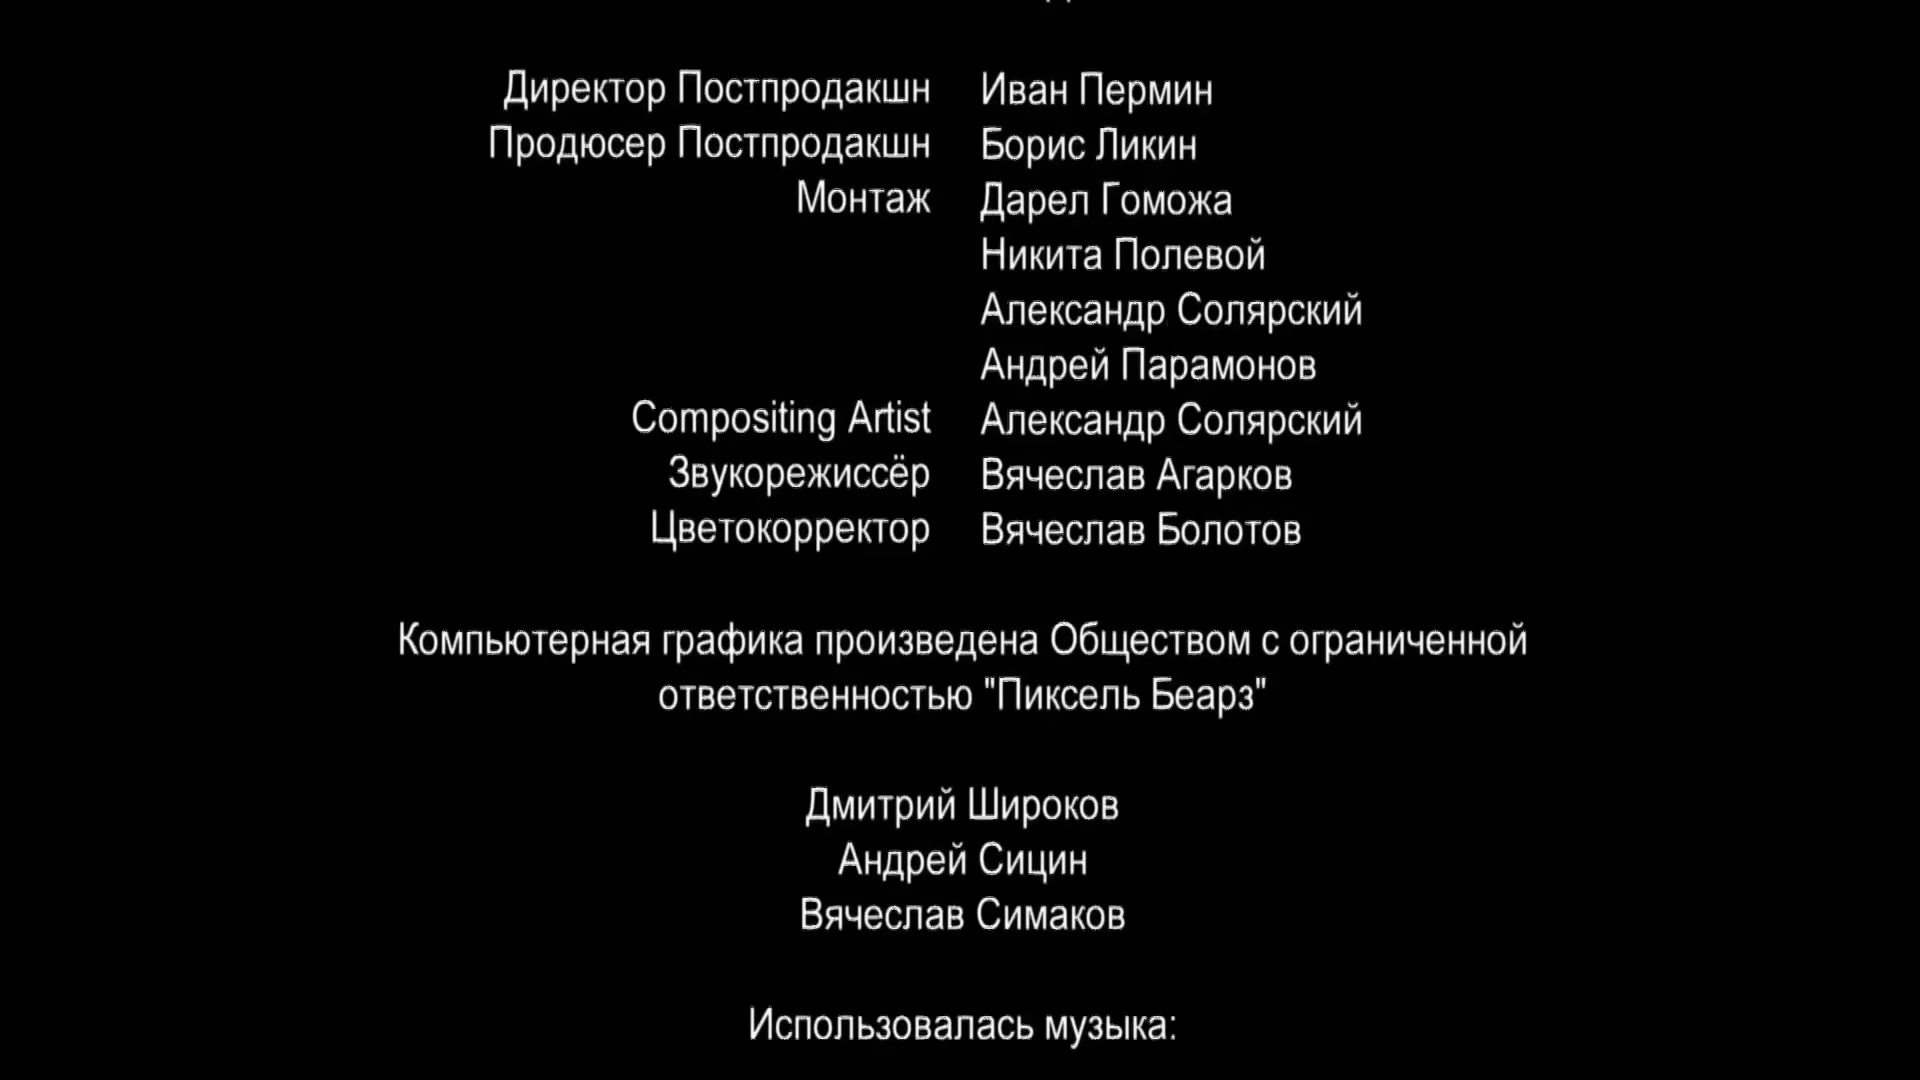 Директор Постпродакшн Иван Пермин
Продюсер Постпродакшн Борис Ликин
Монтаж Дарел Гоможа
Никита Полевой
Александр Солярский
Андрей Парамонов
Compositing Artist Александр Солярский
Звукорежиссёр Вячеслав Агарков
Цветокорректор Вячеслав Болотов
Компьютерная графика произведена Обществом с ограниченной
ответственностью "Пиксель Беарз"
Дмитрий Широков
Андрей Сицин
Вячеслав Симаков
Использовалась музыка: